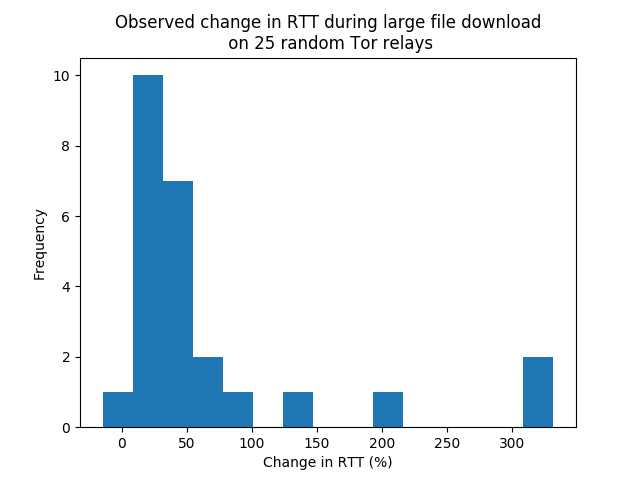 Observed change in RTT during large file download
on 25 random Tor relays
10
8
6
4
2
0
Frequency
0 50 100 150 200 250 300
Change in RTT (%)